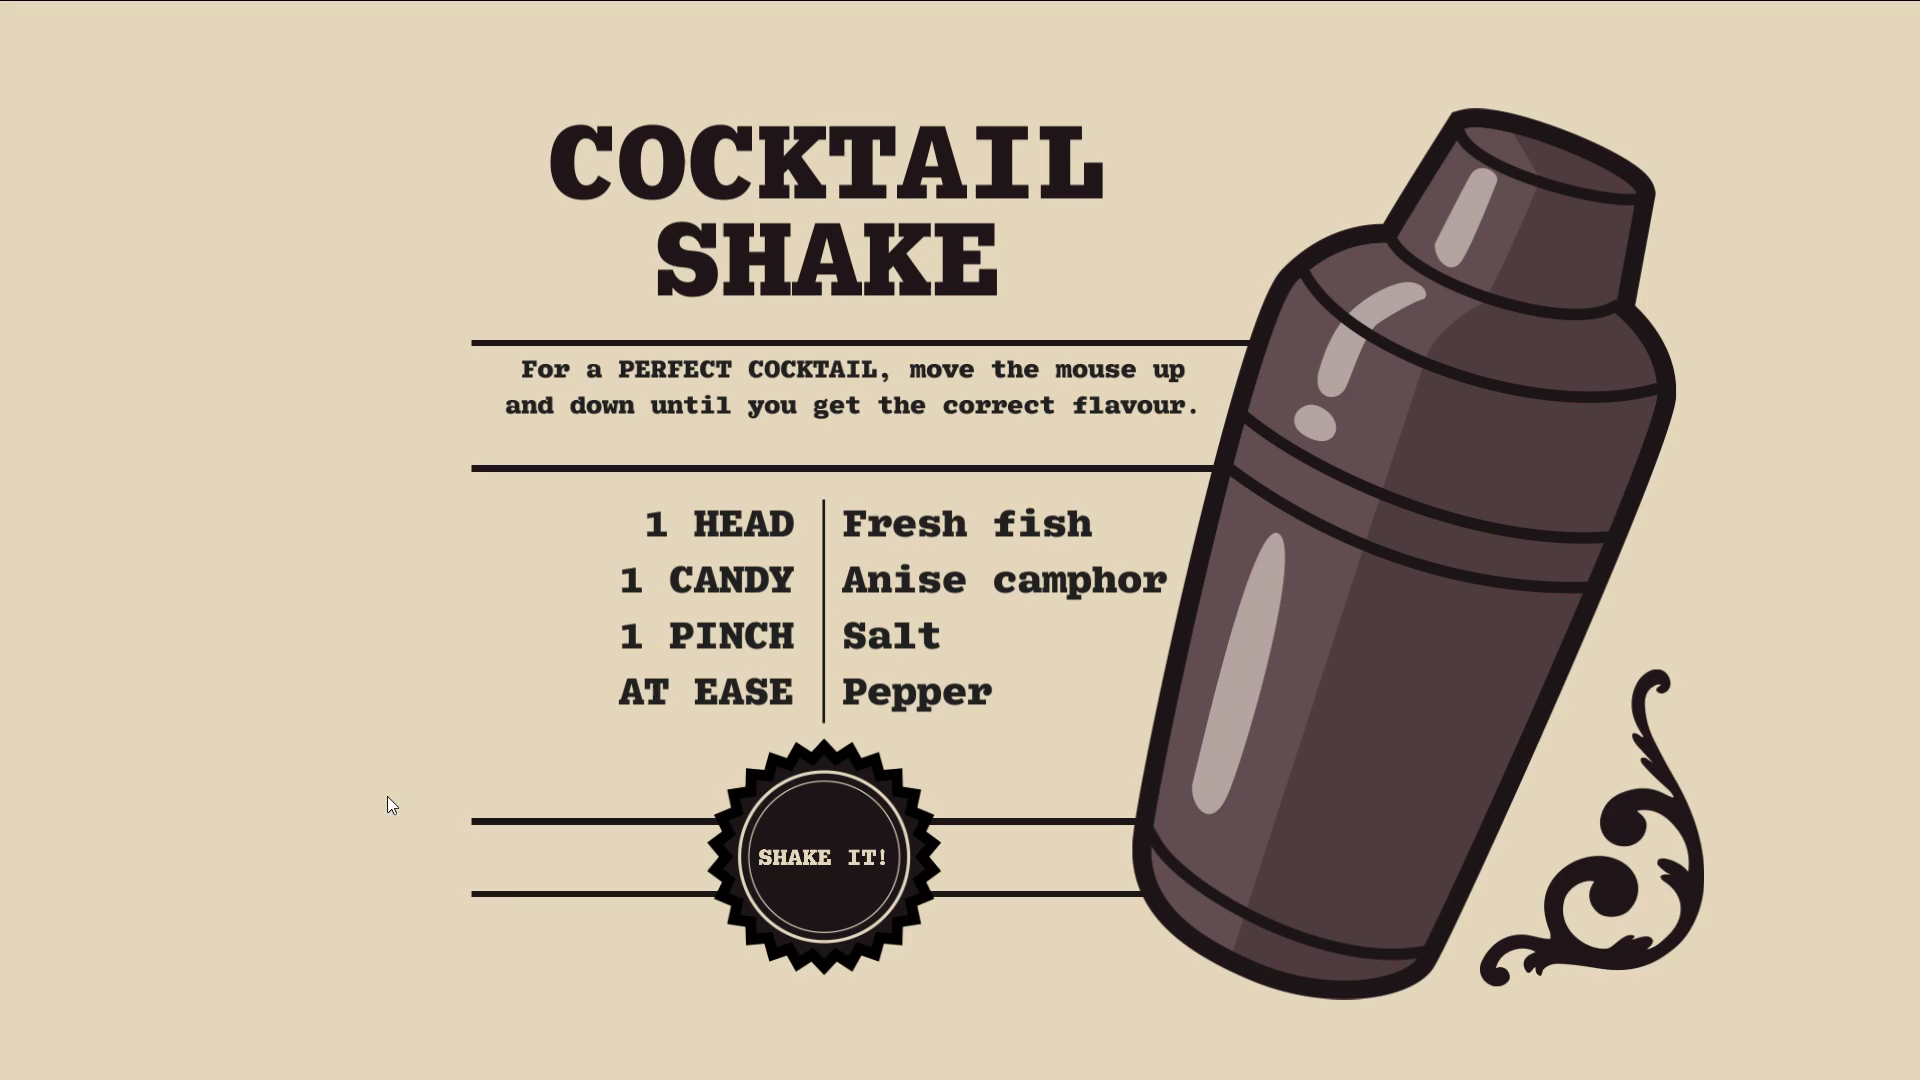 COCKTAIL
SHAKE
For a PERFECT COCKTAIL, move the mouse up
and down until you get the correct flavour.
1 HEAD Fresh fish
1 CANDY Anise camphor
1 PINCH Salt
AT EASE Pepper
SHAKE IT!